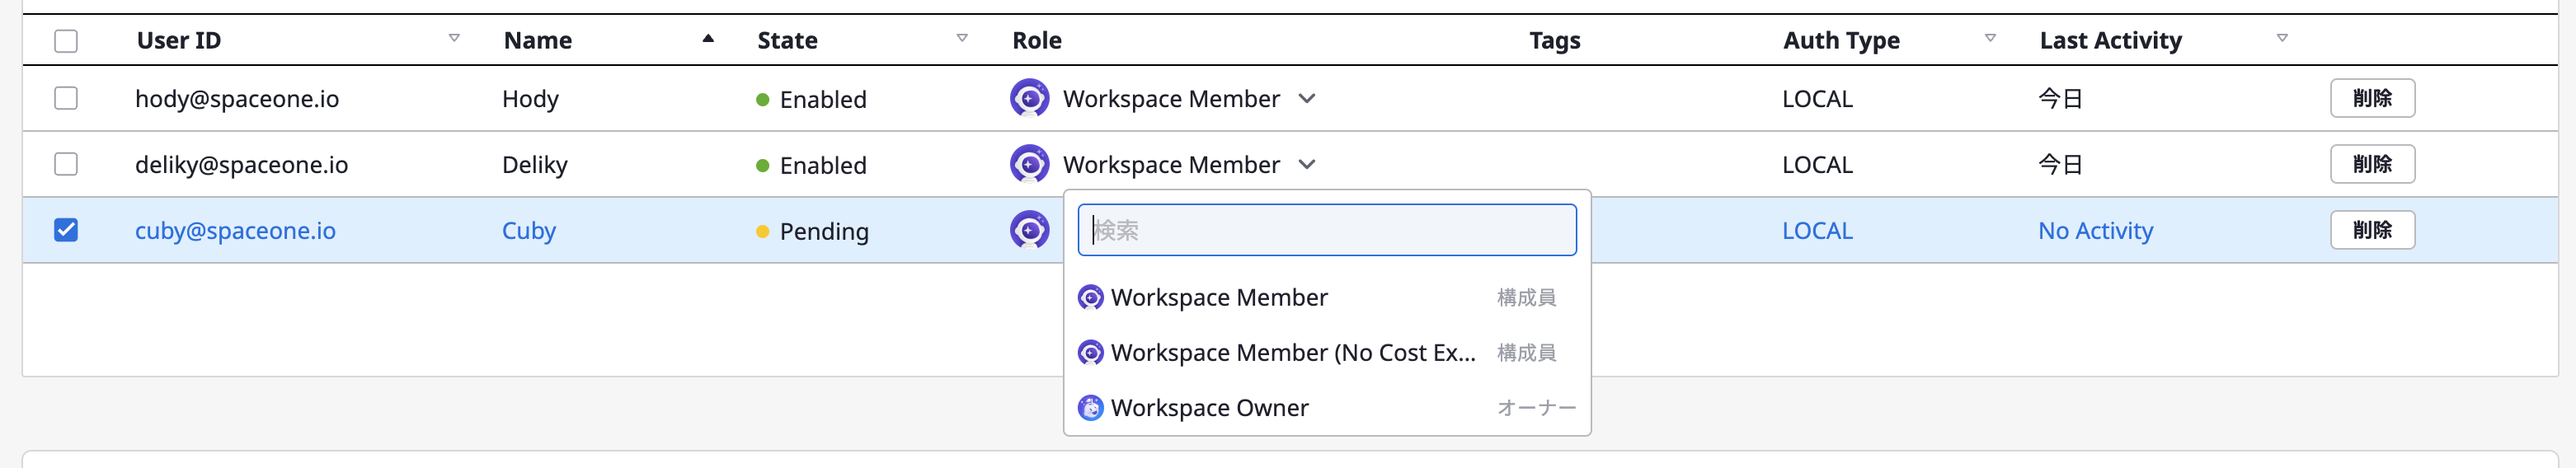 User ID Name State Role Tags Auth Type Last Activity
hody@spaceone.io Hody Enabled Workspace Member LOCAL 今日 削除
deliky@spaceone.io Deliky Enabled Workspace Member LOCAL 今日 削除
cuby@spaceone.io Cuby Pending 検索 LOCAL No Activity 削除
Workspace Member 構成員
Workspace Member (No Cost Ex... 構成員
Workspace Owner オーナー